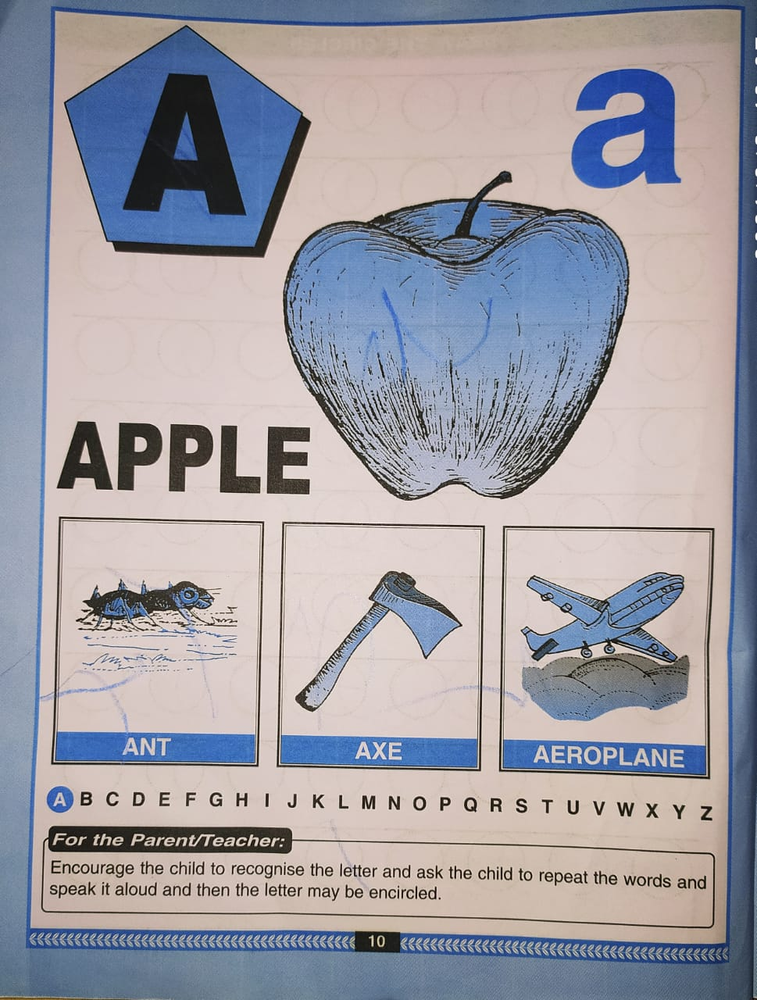 A
a
APPLE
ANT
AXE
AEROPLANE
A B C D E F G H I J K L M N O P Q R S T U V W X Y Z
For the Parent/Teacher:
Encourage the child to recognise the letter and ask the child to repeat the words and
speak it aloud and then the letter may be encircled.
10